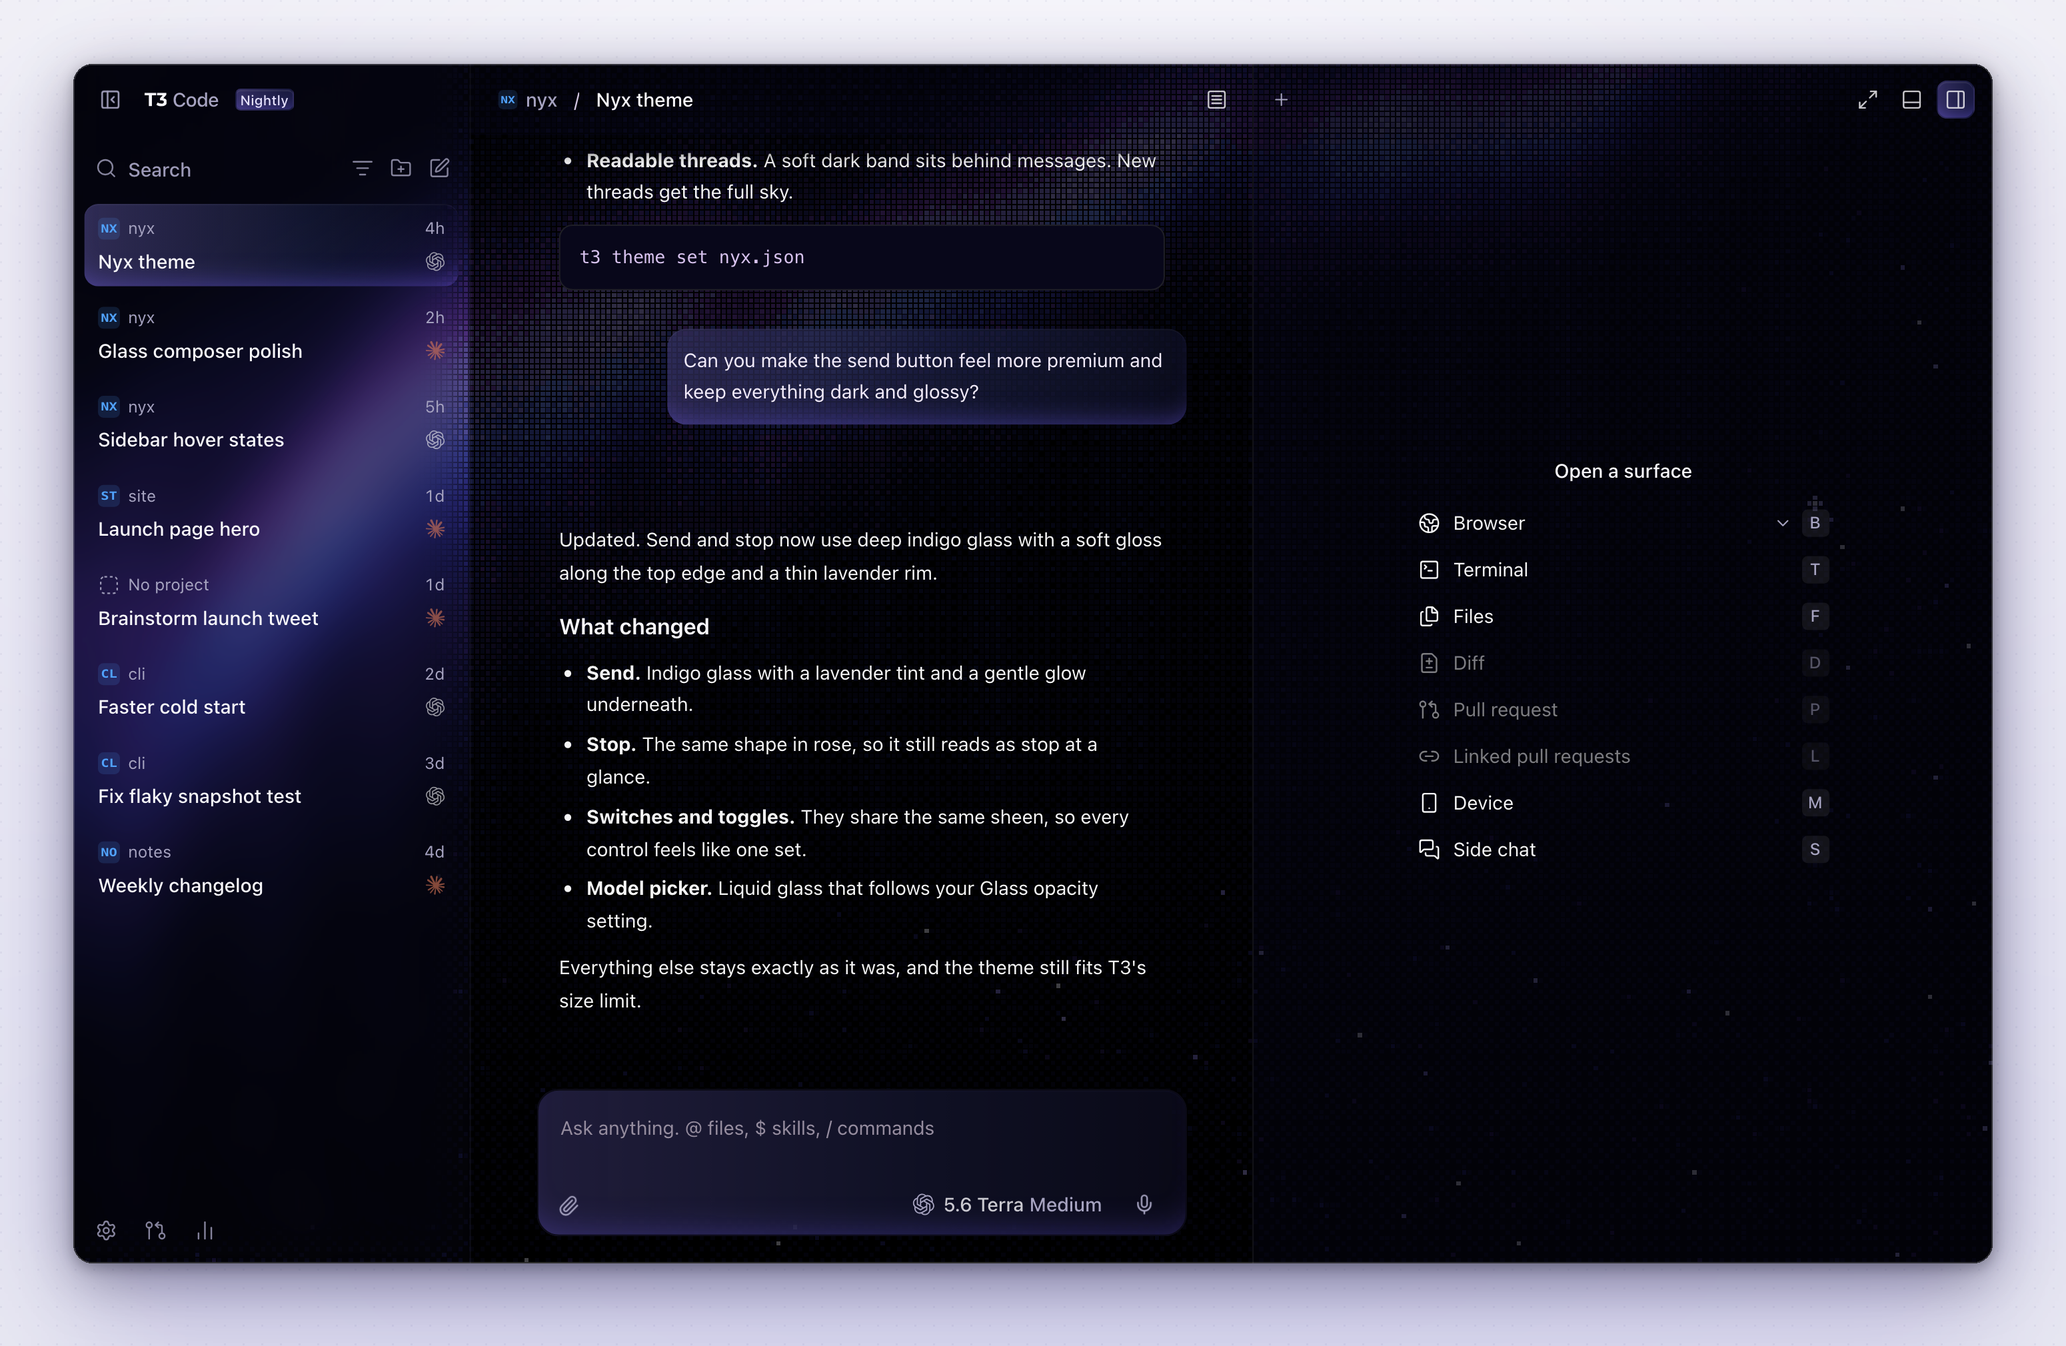 T3 Code Nightly
Search
NX nyx 4h
Nyx theme
NX nyx 2h
Glass composer polish
NX nyx 5h
Sidebar hover states
ST site 1d
Launch page hero
No project 1d
Brainstorm launch tweet
CL cli 2d
Faster cold start
CL cli 3d
Fix flaky snapshot test
NO notes 4d
Weekly changelog
NX nyx / Nyx theme
• Readable threads. A soft dark band sits behind messages. New
threads get the full sky.
t3 theme set nyx.json
Can you make the send button feel more premium and
keep everything dark and glossy?
Updated. Send and stop now use deep indigo glass with a soft gloss
along the top edge and a thin lavender rim.
What changed
• Send. Indigo glass with a lavender tint and a gentle glow
underneath.
• Stop. The same shape in rose, so it still reads as stop at a
glance.
• Switches and toggles. They share the same sheen, so every
control feels like one set.
• Model picker. Liquid glass that follows your Glass opacity
setting.
Everything else stays exactly as it was, and the theme still fits T3's
size limit.
Ask anything. @ files, $ skills, / commands
5.6 Terra Medium
Open a surface
Browser B
Terminal T
Files F
Diff D
Pull request P
Linked pull requests L
Device M
Side chat S